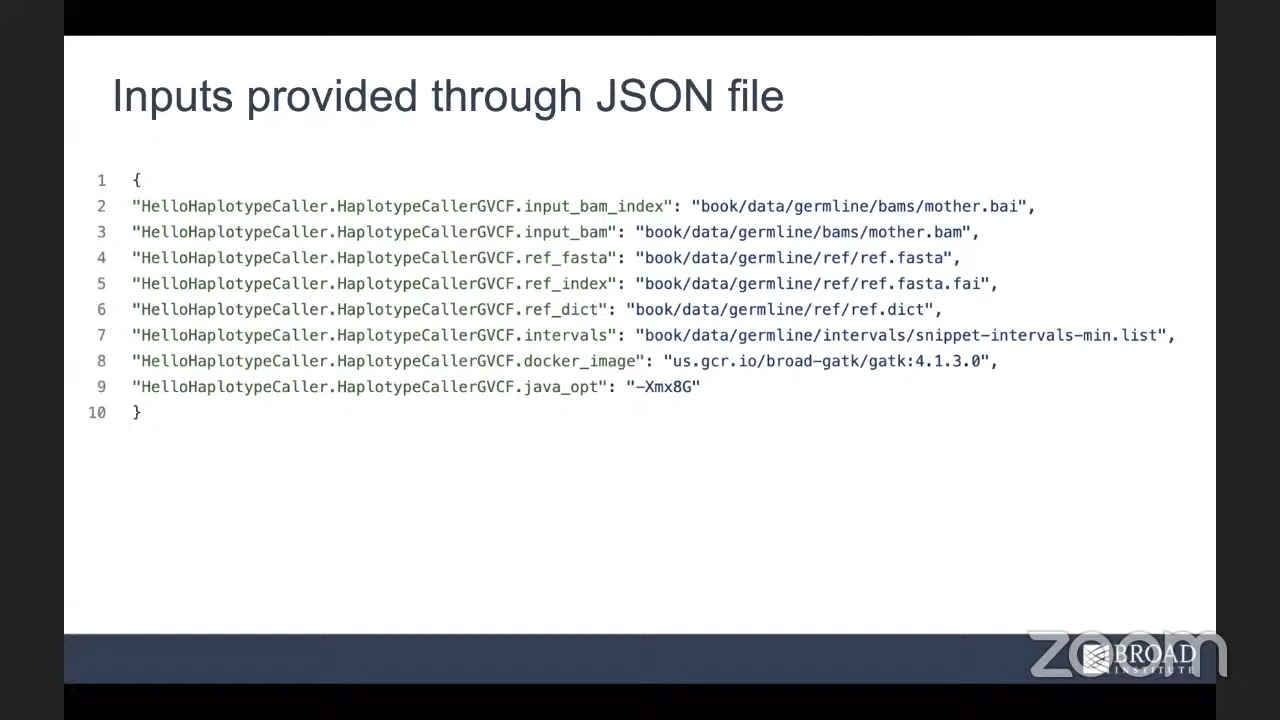 Inputs provided through JSON file
1 {
2 "HelloHaplotypeCaller.HaplotypeCallerGVCF.input_bam_index": "book/data/germline/bams/mother.bai",
3 "HelloHaplotypeCaller.HaplotypeCallerGVCF.input_bam": "book/data/germline/bams/mother.bam",
4 "HelloHaplotypeCaller.HaplotypeCallerGVCF.ref_fasta": "book/data/germline/ref/ref.fasta",
5 "HelloHaplotypeCaller.HaplotypeCallerGVCF.ref_index": "book/data/germline/ref/ref.fasta.fai",
6 "HelloHaplotypeCaller.HaplotypeCallerGVCF.ref_dict": "book/data/germline/ref/ref.dict",
7 "HelloHaplotypeCaller.HaplotypeCallerGVCF.intervals": "book/data/germline/intervals/snippet-intervals-min.list",
8 "HelloHaplotypeCaller.HaplotypeCallerGVCF.docker_image": "us.gcr.io/broad-gatk/gatk:4.1.3.0",
9 "HelloHaplotypeCaller.HaplotypeCallerGVCF.java_opt": "-Xmx8G"
10 }
zoom
BROAD
INSTITUTE